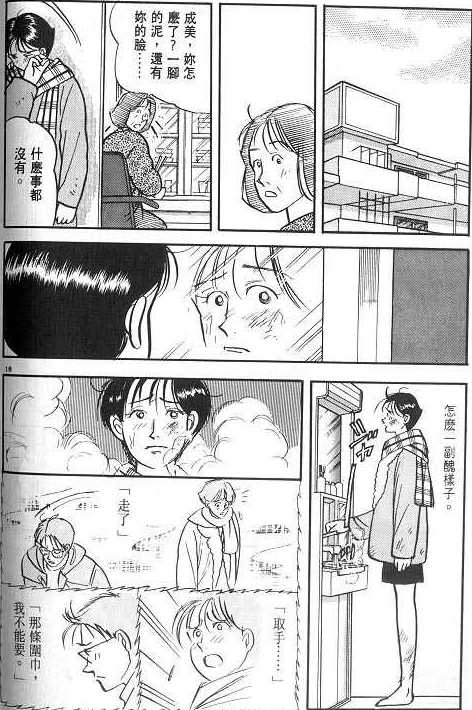 成美，妳怎
麼了？一腳
的泥，還有
妳的臉……
什麼事都
沒有。
18
怎麽一副醜樣子。
「走了」
「取手……」
「那條圍巾，
我不能要。」